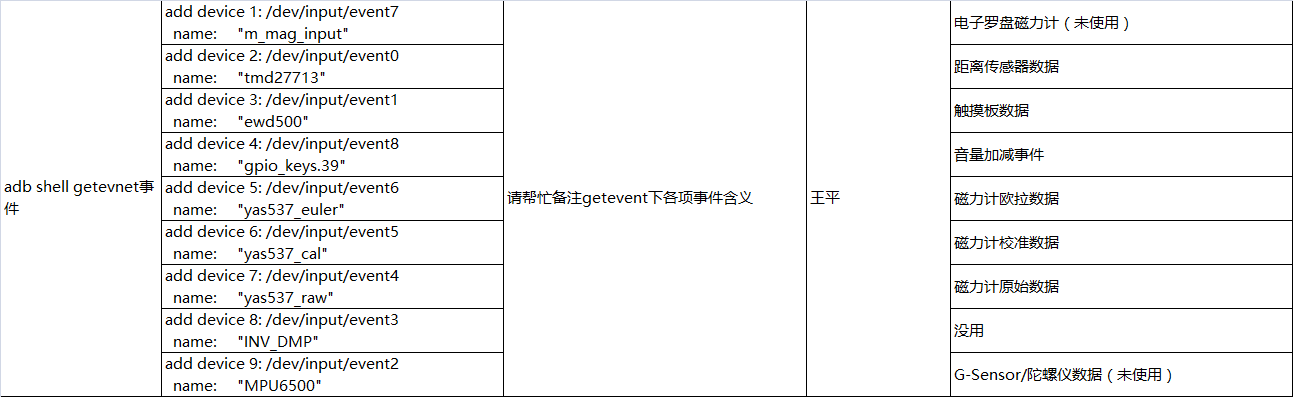 add device 1: /dev/input/event7
name: "m_mag_input"
电子罗盘磁力计（未使用）
add device 2: /dev/input/event0
name: "tmd27713"
距离传感器数据
add device 3: /dev/input/event1
name: "ewd500"
触摸板数据
add device 4: /dev/input/event8
name: "gpio_keys.39"
音量加减事件
adb shell getevnet事
件
add device 5: /dev/input/event6
name: "yas537_euler"
请帮忙备注getevent下各项事件含义
王平
磁力计欧拉数据
add device 6: /dev/input/event5
name: "yas537_cal"
磁力计校准数据
add device 7: /dev/input/event4
name: "yas537_raw"
磁力计原始数据
add device 8: /dev/input/event3
name: "INV_DMP"
没用
add device 9: /dev/input/event2
name: "MPU6500"
G-Sensor/陀螺仪数据（未使用）